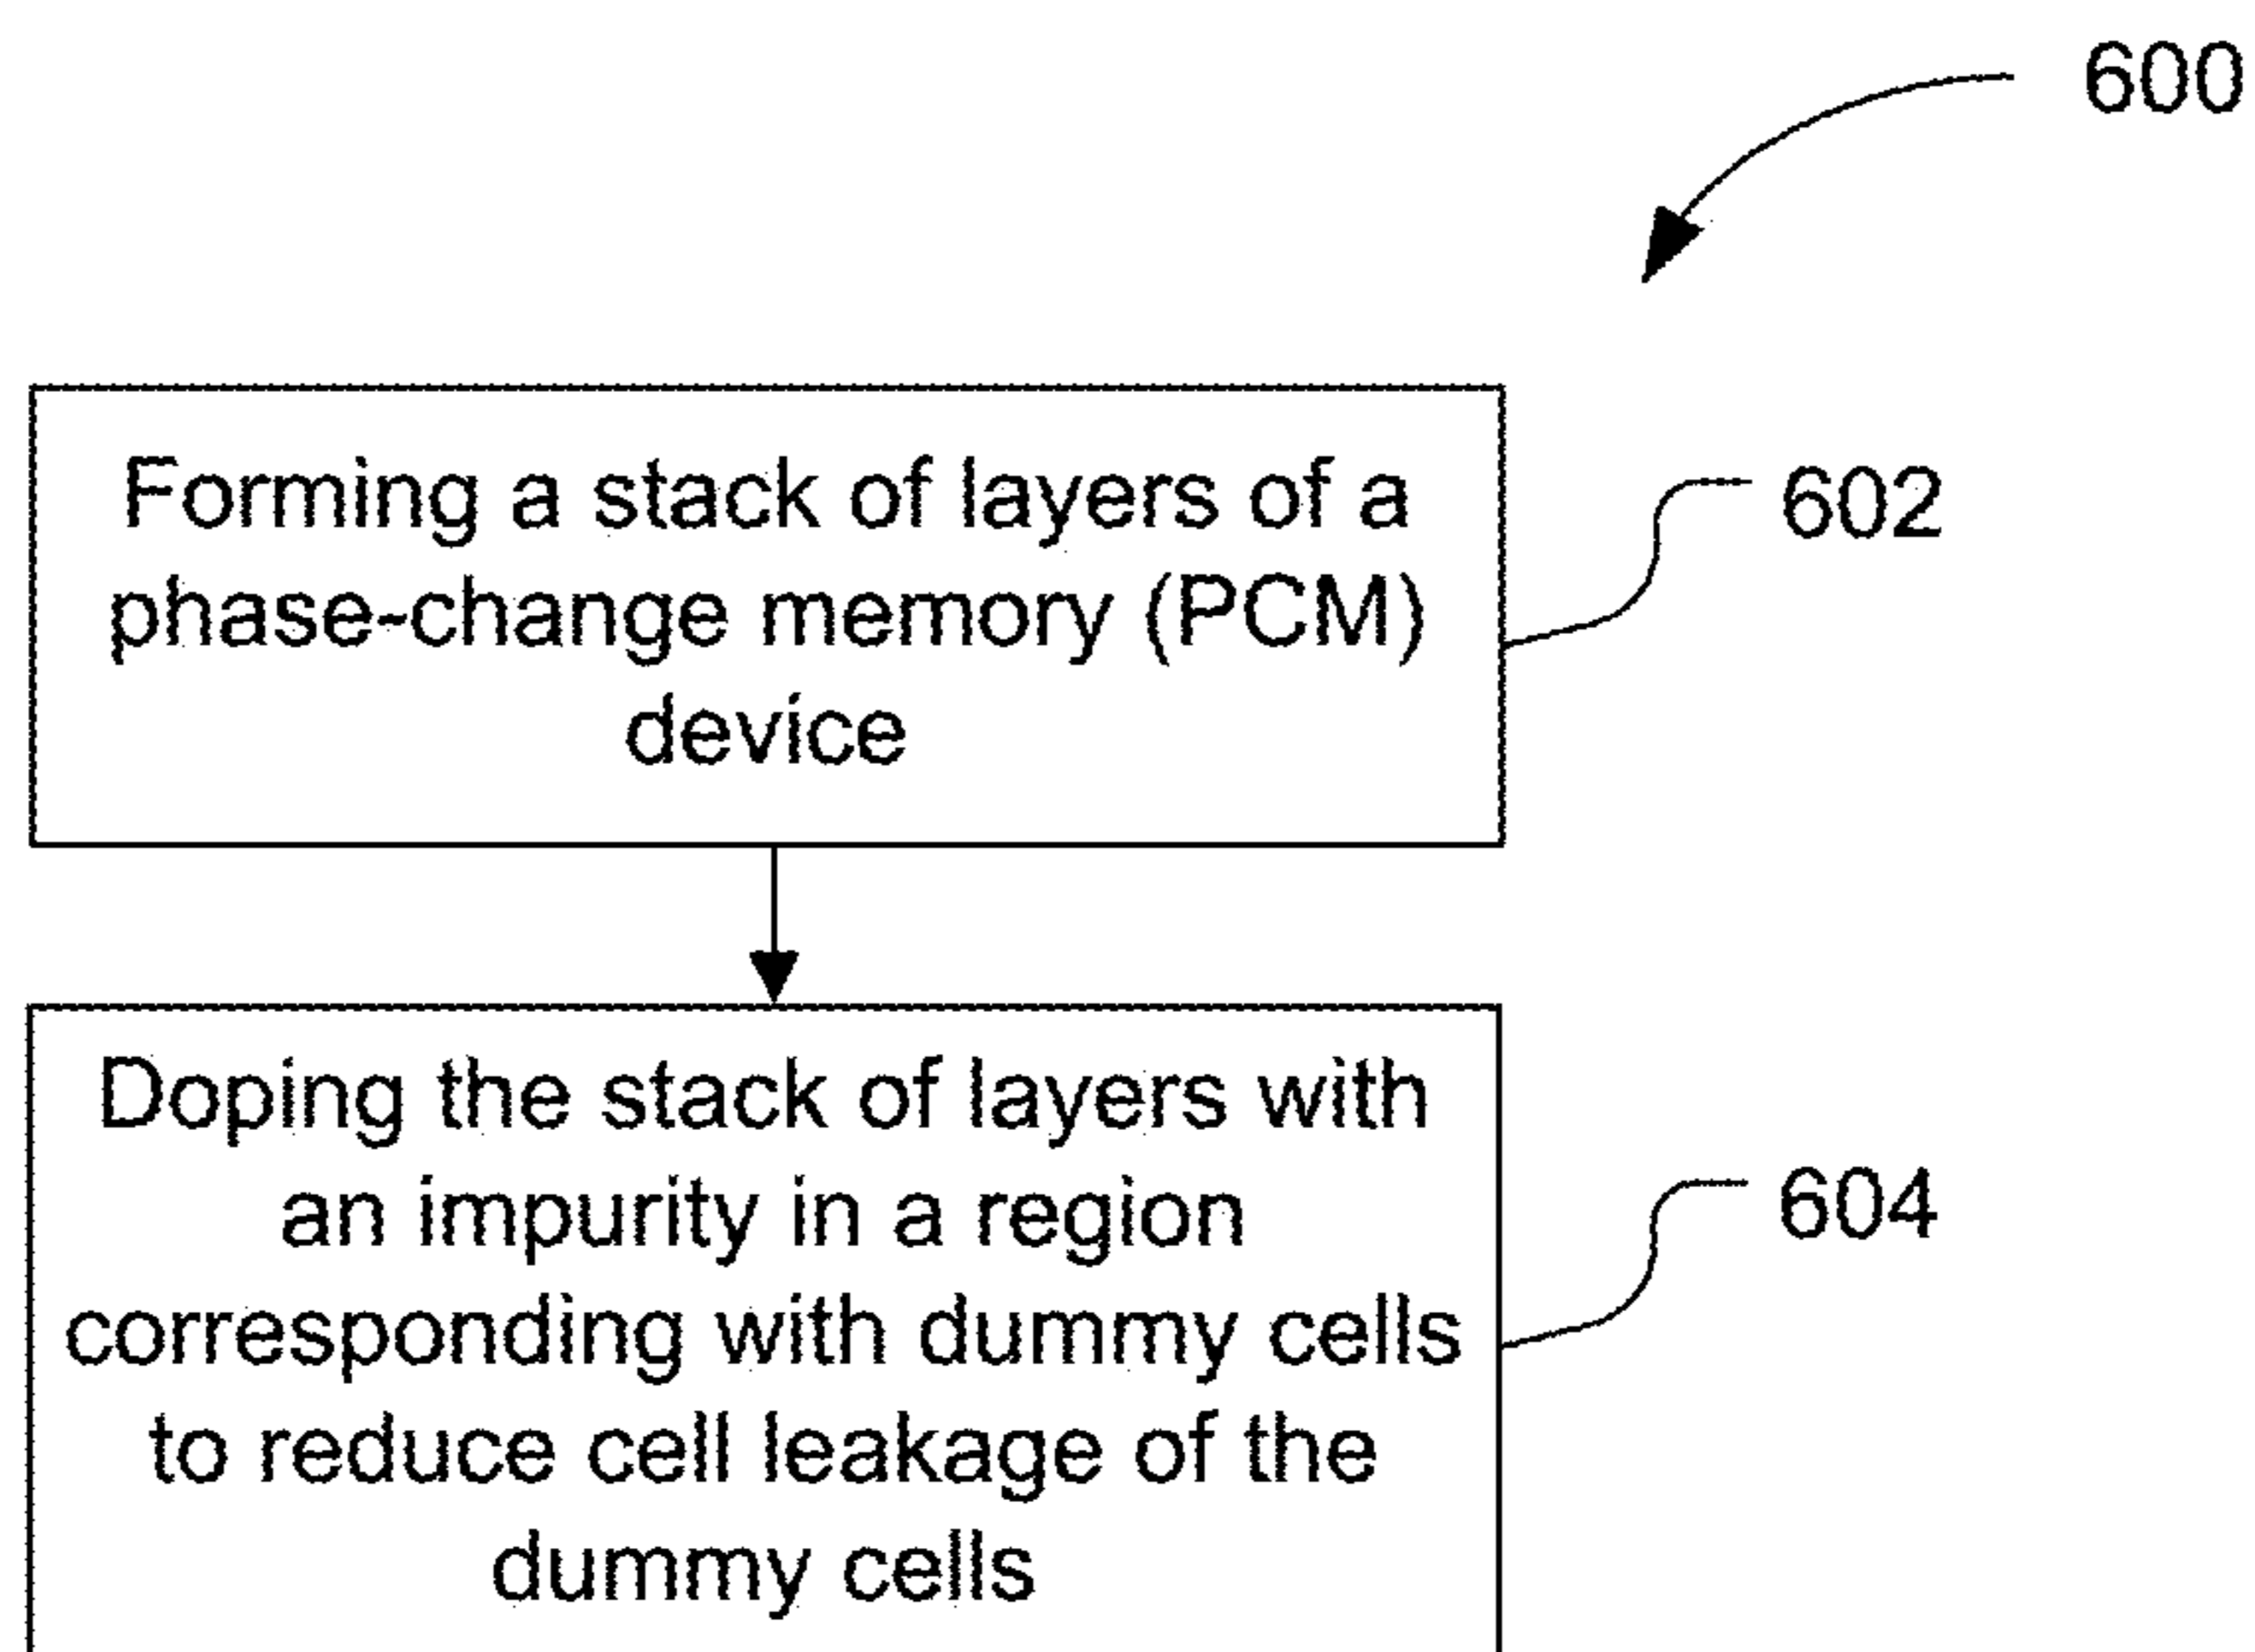 600
Forming a stack of layers of a
phase-change memory (PCM)
device
602
Doping the stack of layers with
an impurity in a region
corresponding with dummy cells
to reduce cell leakage of the
dummy cells
604